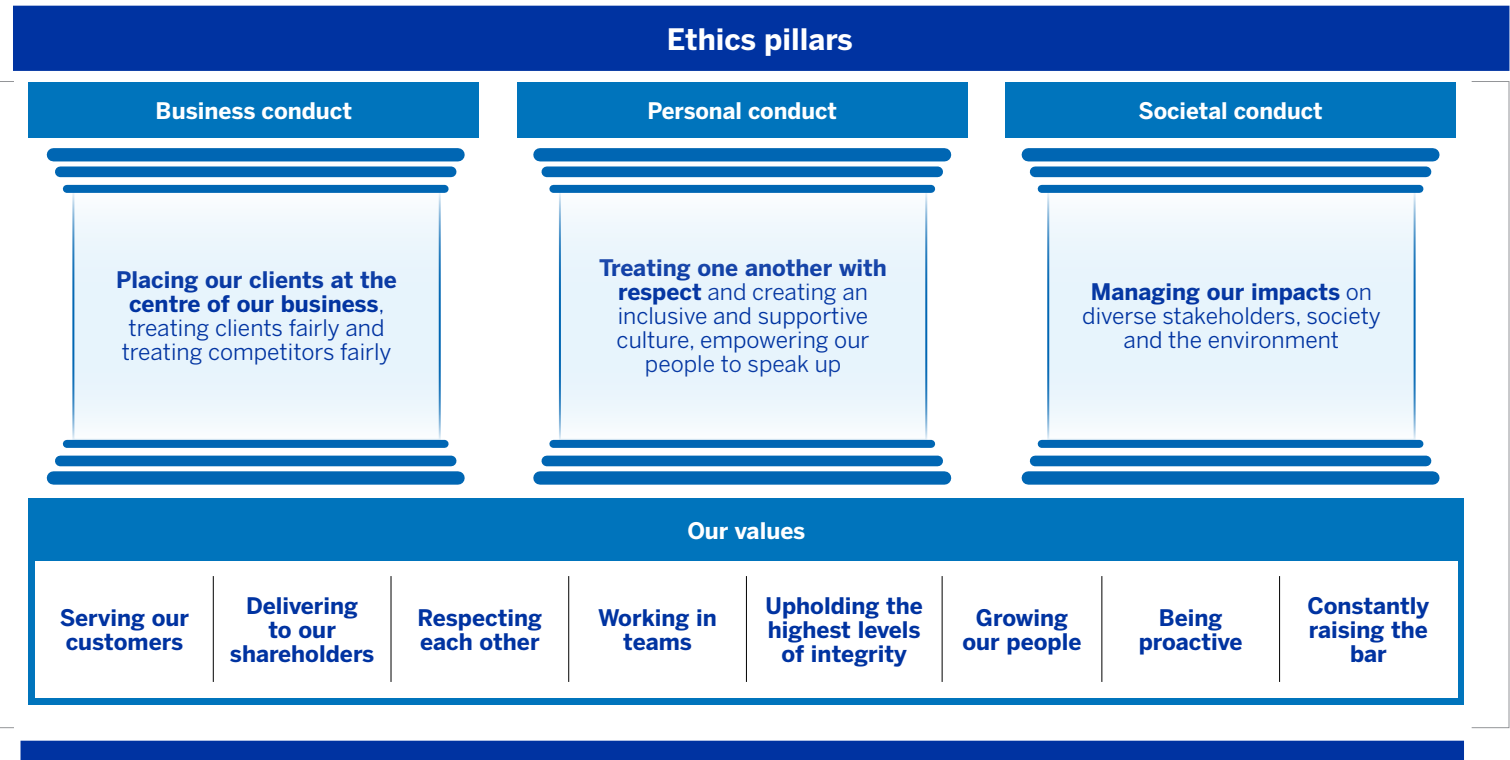 Ethics pillars
Business conduct
Placing our clients at the
centre of our business,
treating clients fairly and
treating competitors fairly
Personal conduct
Treating one another with
respect and creating an
inclusive and supportive
culture, empowering our
people to speak up
Societal conduct
Managing our impacts on
diverse stakeholders, society
and the environment
Our values
Serving our
customers
Delivering
to our
shareholders
Respecting
each other
Working in
teams
Upholding the
highest levels
of integrity
Growing
our people
Being
proactive
Constantly
raising the
bar